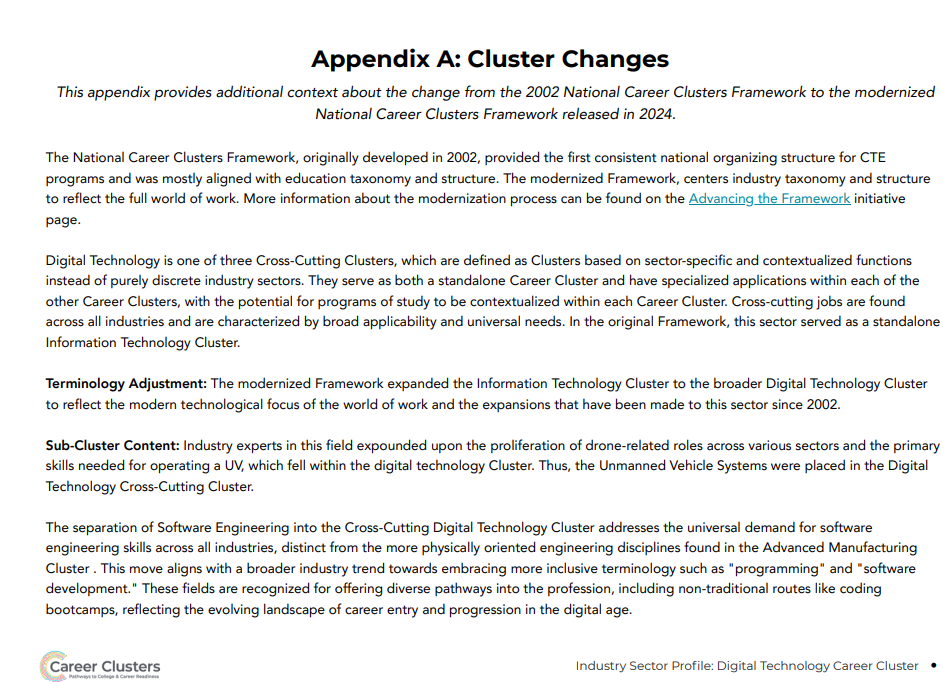 Appendix A: Cluster Changes
This appendix provides additional context about the change from the 2002 National Career Clusters Framework to the modernized
National Career Clusters Framework released in 2024.
The National Career Clusters Framework, originally developed in 2002, provided the first consistent national organizing structure for CTE
programs and was mostly aligned with education taxonomy and structure. The modernized Framework, centers industry taxonomy and structure
to reflect the full world of work. More information about the modernization process can be found on the Advancing the Framework initiative
page.
Digital Technology is one of three Cross-Cutting Clusters, which are defined as Clusters based on sector-specific and contextualized functions
instead of purely discrete industry sectors. They serve as both a standalone Career Cluster and have specialized applications within each of the
other Career Clusters, with the potential for programs of study to be contextualized within each Career Cluster. Cross-cutting jobs are found
across all industries and are characterized by broad applicability and universal needs. In the original Framework, this sector served as a standalone
Information Technology Cluster.
Terminology Adjustment: The modernized Framework expanded the Information Technology Cluster to the broader Digital Technology Cluster
to reflect the modern technological focus of the world of work and the expansions that have been made to this sector since 2002.
Sub-Cluster Content: Industry experts in this field expounded upon the proliferation of drone-related roles across various sectors and the primary
skills needed for operating a UV, which fell within the digital technology Cluster. Thus, the Unmanned Vehicle Systems were placed in the Digital
Technology Cross-Cutting Cluster.
The separation of Software Engineering into the Cross-Cutting Digital Technology Cluster addresses the universal demand for software
engineering skills across all industries, distinct from the more physically oriented engineering disciplines found in the Advanced Manufacturing
Cluster . This move aligns with a broader industry trend towards embracing more inclusive terminology such as "programming" and "software
development." These fields are recognized for offering diverse pathways into the profession, including non-traditional routes like coding
bootcamps, reflecting the evolving landscape of career entry and progression in the digital age.
Career Clusters
Pathways to College & Career Readiness
Industry Sector Profile: Digital Technology Career Cluster •